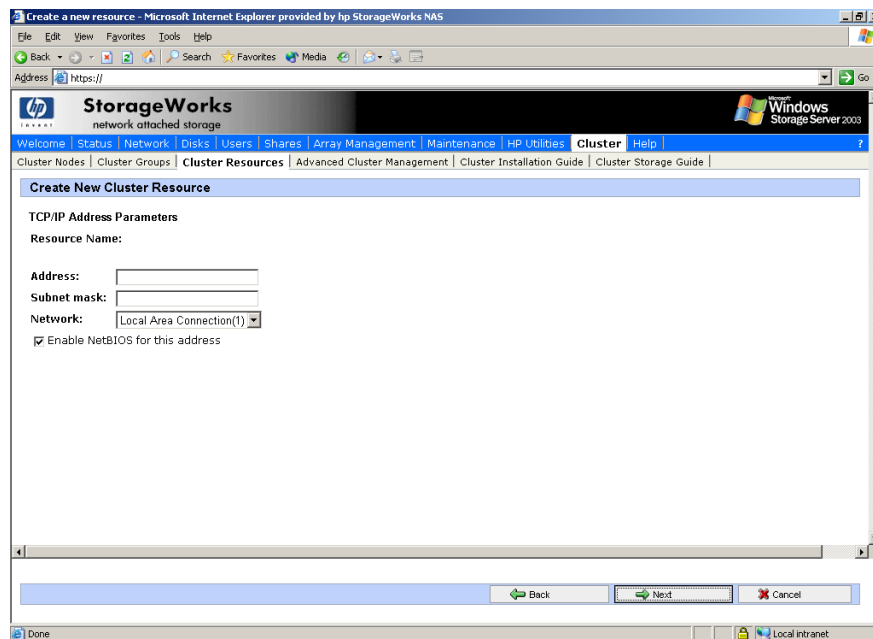 Create a new resource - Microsoft Internet Explorer provided by hp StorageWorks NAS
File Edit View Favorites Tools Help
Back Search Favorites Media
Address https:// Go
hp invent
StorageWorks
network attached storage
Microsoft
Windows
Storage Server 2003
Welcome | Status | Network | Disks | Users | Shares | Array Management | Maintenance | HP Utilities | Cluster | Help | ?
Cluster Nodes | Cluster Groups | Cluster Resources | Advanced Cluster Management | Cluster Installation Guide | Cluster Storage Guide |
Create New Cluster Resource
TCP/IP Address Parameters
Resource Name:
Address:
Subnet mask:
Network: Local Area Connection(1)
Enable NetBIOS for this address
Back Next Cancel
Done Local intranet